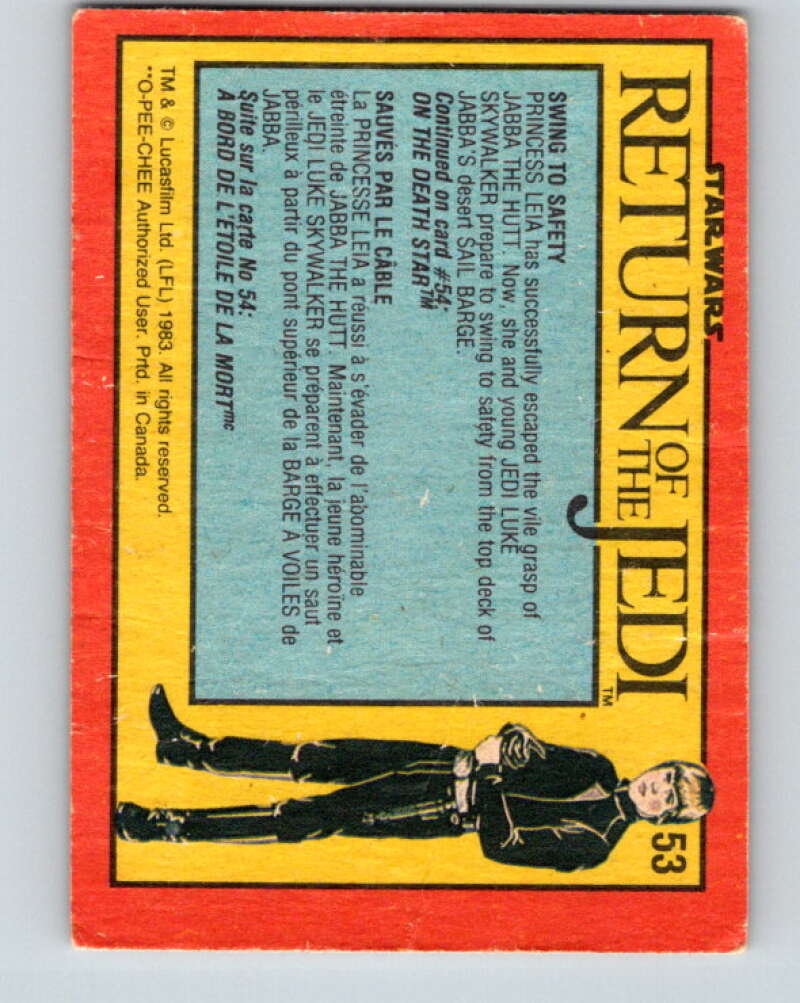 STAR WARS
RETURN OF THE JEDI™
53
SWING TO SAFETY
PRINCESS LEIA has successfully escaped the vile grasp of
JABBA THE HUTT. Now, she and young JEDI LUKE
SKYWALKER prepare to swing to safety from the top deck of
JABBA'S desert SAIL BARGE.
Continued on card #54:
ON THE DEATH STAR™
SAUVÉS PAR LE CÂBLE
La PRINCESSE LEIA a réussi à s'évader de l'abominable
étreinte de JABBA THE HUTT. Maintenant, la jeune héroïne et
le JEDI LUKE SKYWALKER se préparent à effectuer un saut
périlleux à partir du pont supérieur de la BARGE À VOILES de
JABBA.
Suite sur la carte No 54:
À BORD DE L'ÉTOILE DE LA MORTmc
TM & © Lucasfilm Ltd. (LFL) 1983. All rights reserved.
**O-PEE-CHEE Authorized User. Prtd. in Canada.